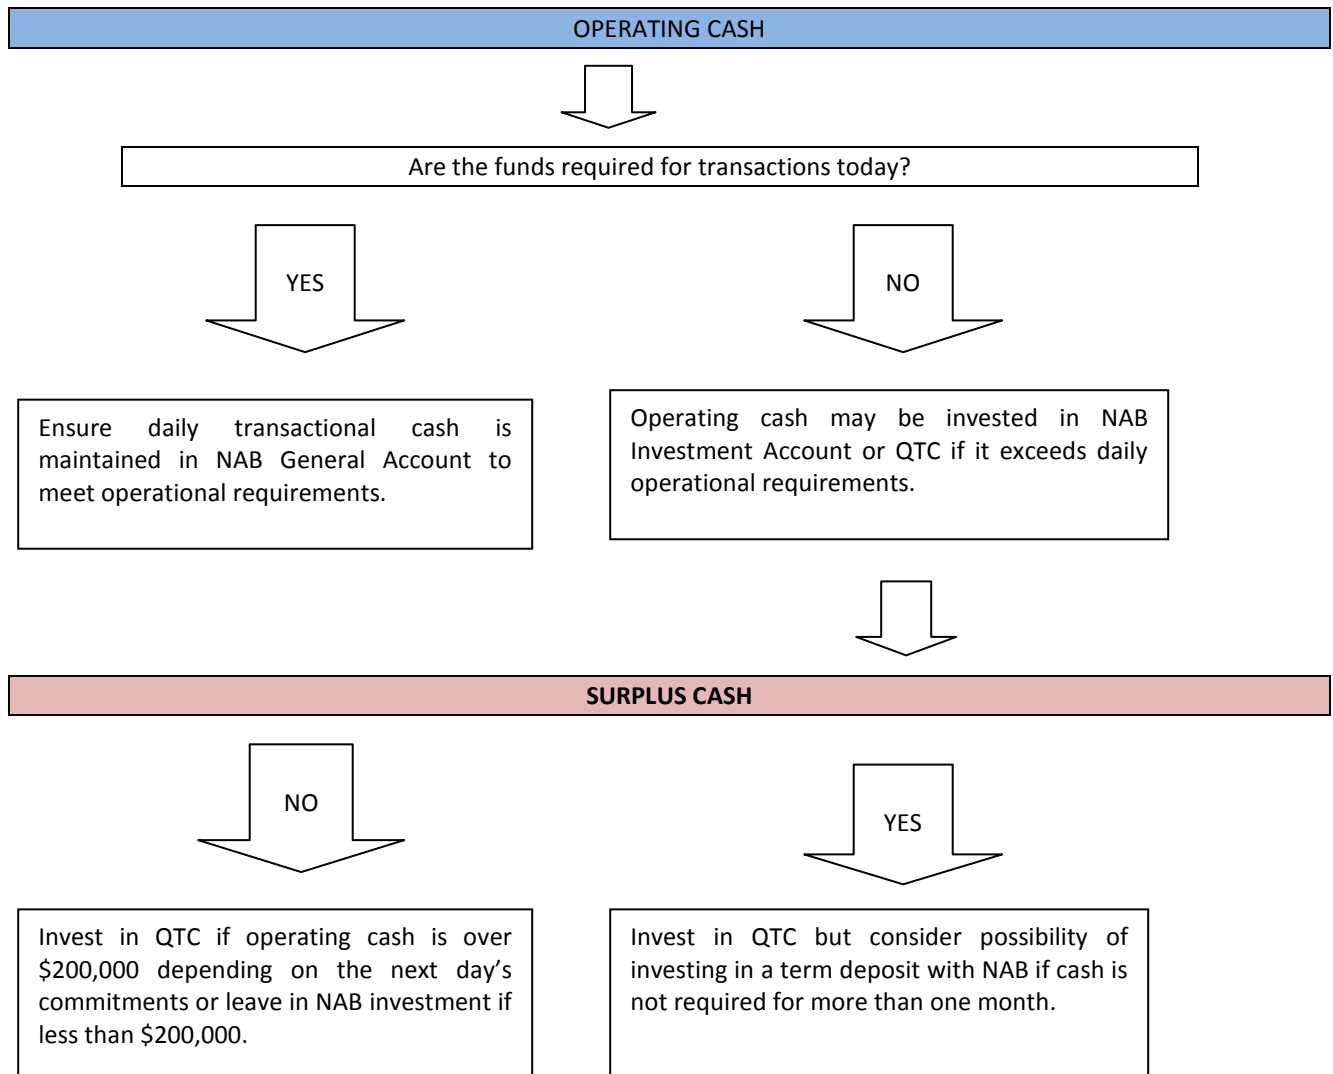 OPERATING CASH
Are the funds required for transactions today?
YES
NO
Ensure daily transactional cash is
maintained in NAB General Account to
meet operational requirements.
Operating cash may be invested in NAB
Investment Account or QTC if it exceeds daily
operational requirements.
SURPLUS CASH
NO
YES
Invest in QTC if operating cash is over
$200,000 depending on the next day’s
commitments or leave in NAB investment if
less than $200,000.
Invest in QTC but consider possibility of
investing in a term deposit with NAB if cash is
not required for more than one month.